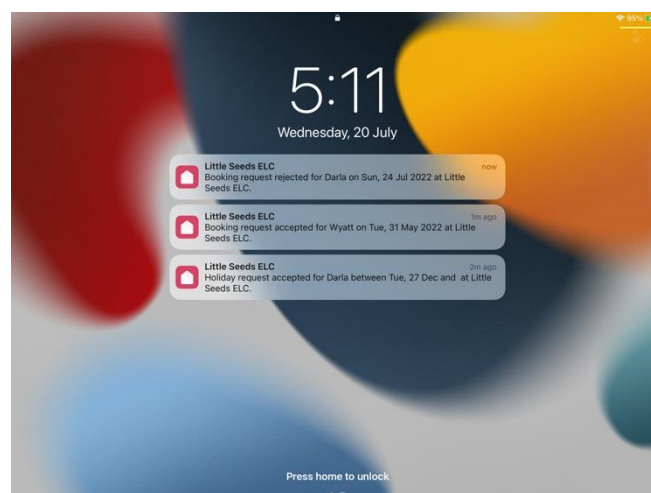 95%
5:11
Wednesday, 20 July
Little Seeds ELC
now
Booking request rejected for Darla on Sun, 24 Jul 2022 at Little
Seeds ELC.
Little Seeds ELC
1m ago
Booking request accepted for Wyatt on Tue, 31 May 2022 at Little
Seeds ELC.
Little Seeds ELC
2m ago
Holiday request accepted for Darla between Tue, 27 Dec and  at Little
Seeds ELC.
Press home to unlock